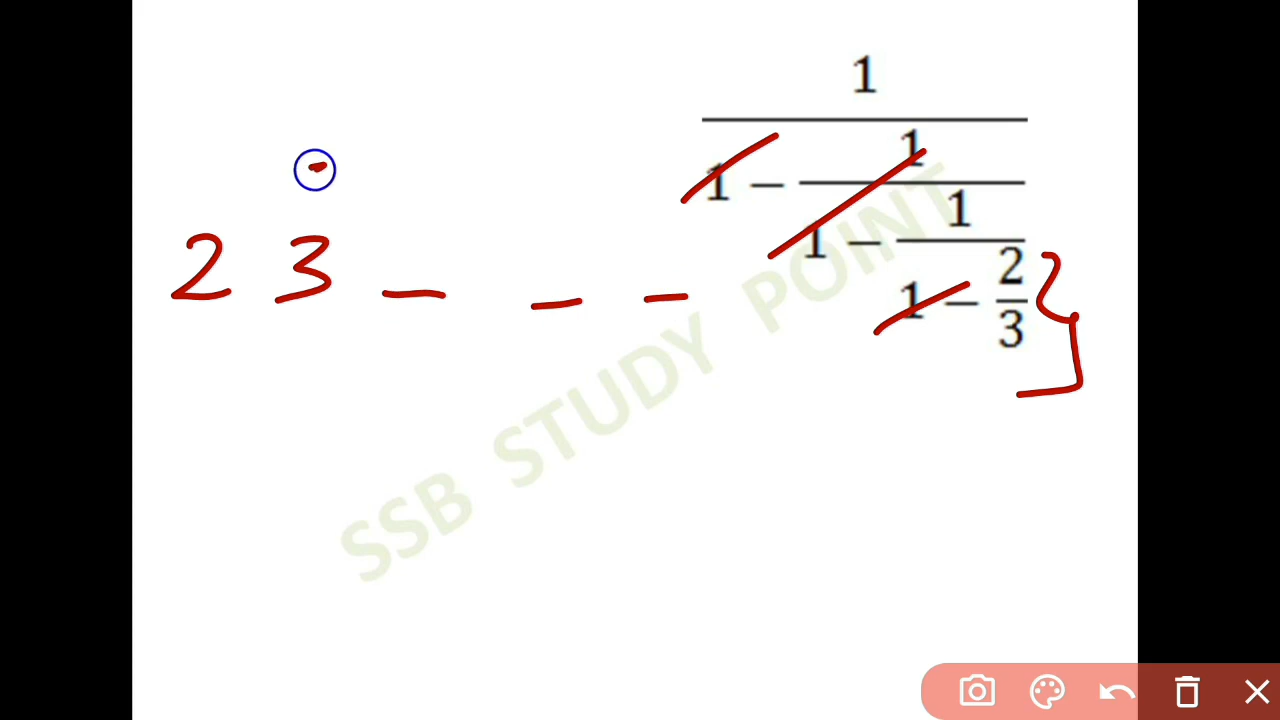 1
1 - 1
1 - 1
1 - 2
3
2 3 _ _ _
SSB STUDY POINT